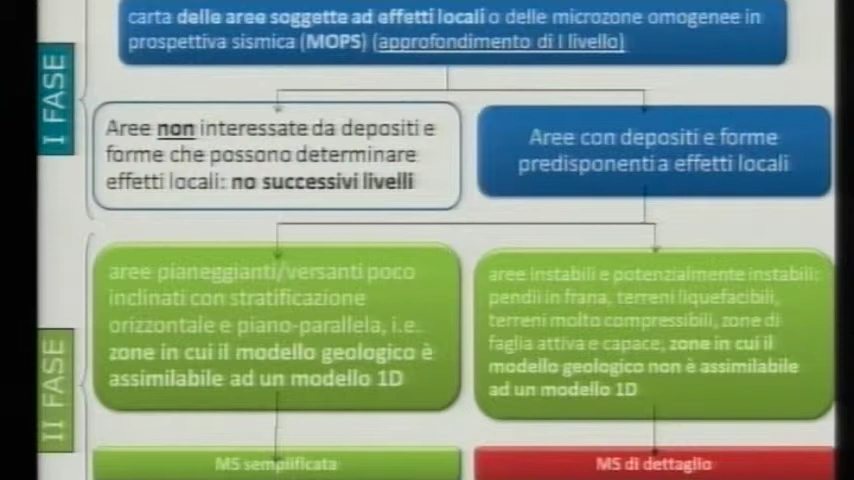 carta delle aree soggette ad effetti locali o delle microzone omogenee in
prospettiva sismica (MOPS) (approfondimento di I livello)
I FASE
Aree non interessate da depositi e
forme che possono determinare
effetti locali: no successivi livelli
Aree con depositi e forme
predisponenti a effetti locali
II FASE
aree pianeggianti/versanti poco
inclinati con stratificazione
orizzontale e piano-parallela, i.e.
zone in cui il modello geologico è
assimilabile ad un modello 1D
aree instabili e potenzialmente instabili:
pendii in frana, terreni liquefacibili,
terreni molto compressibili, zone di
faglia attiva e capace, zone in cui il
modello geologico non è assimilabile
ad un modello 1D
MS semplificata
MS di dettaglio